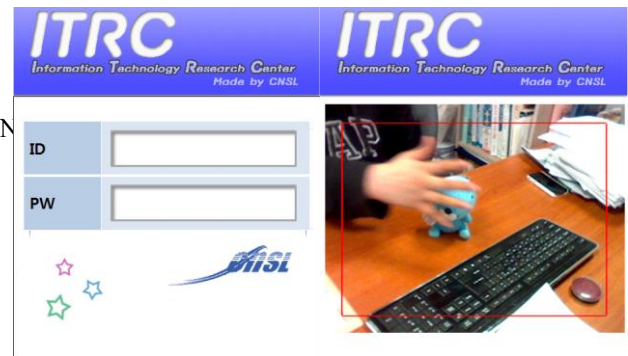 ITRC
Information Technology Research Center
Made by CNSL
ITRC
Information Technology Research Center
Made by CNSL
N
ID
PW
CNSL
AP